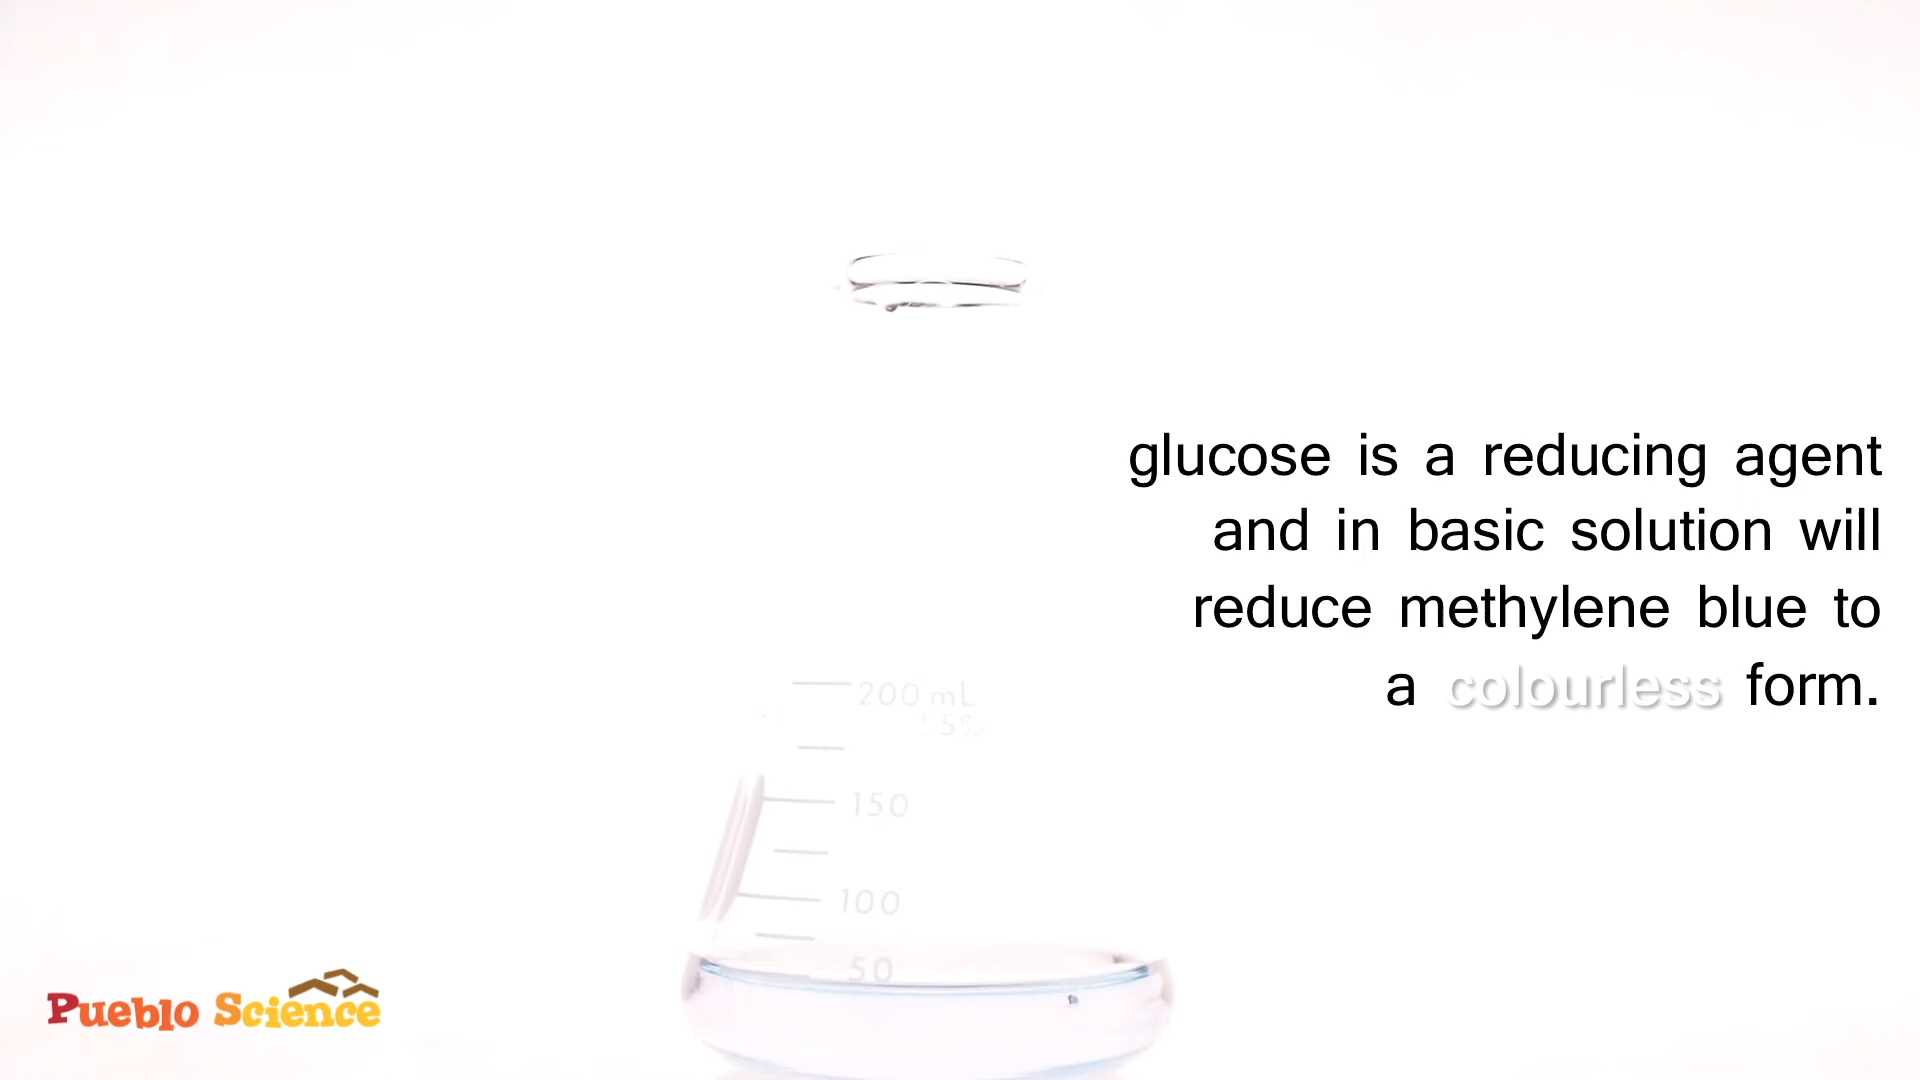 glucose is a reducing agent
and in basic solution will
reduce methylene blue to
a colourless form.
200 mL
± 5%
150
100
50
Pueblo Science